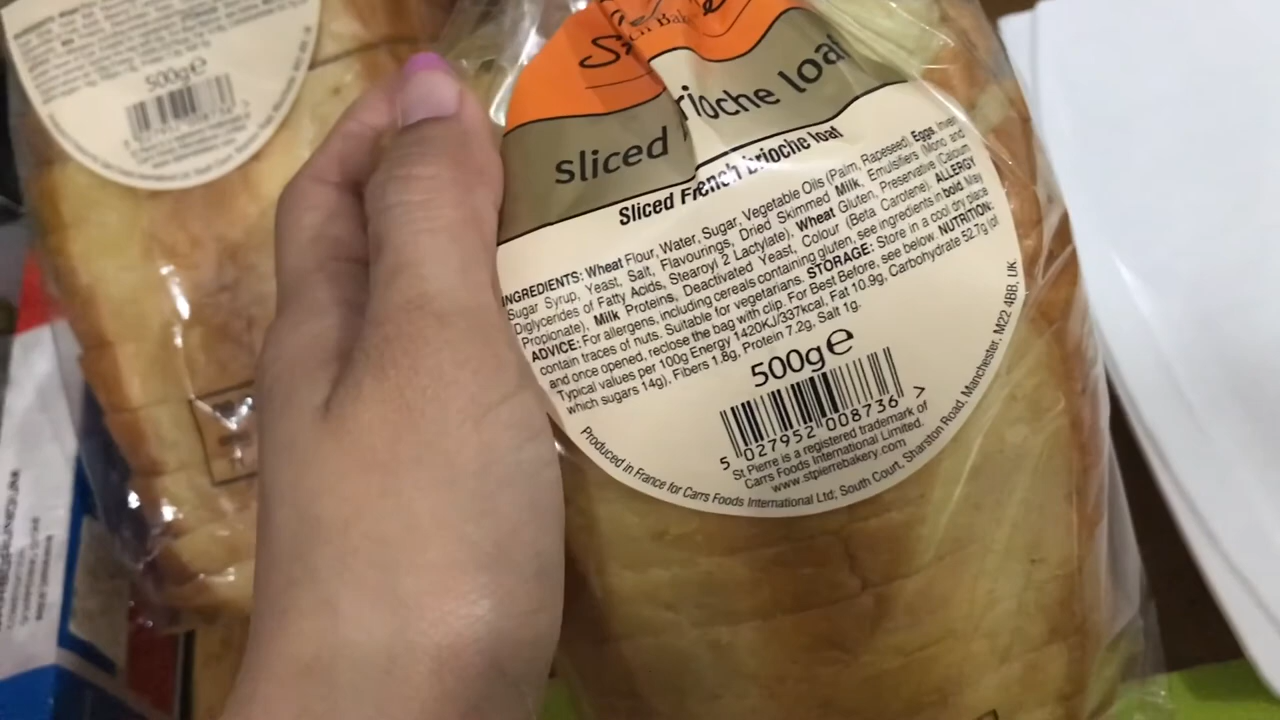 sliced brioche loaf
Sliced French brioche loaf
INGREDIENTS: Wheat Flour, Water, Sugar, Vegetable Oils (Palm, Rapeseed), Eggs, Invert
Sugar Syrup, Yeast, Salt, Flavourings, Dried Skimmed Milk, Emulsifiers (Mono and
Diglycerides of Fatty Acids, Stearoyl 2 Lactylate), Wheat Gluten, Preservative (Calcium
Propionate), Milk Proteins, Deactivated Yeast, Colour (Beta Carotene). ALLERGY
ADVICE: For allergens, including cereals containing gluten, see ingredients in bold. May
contain traces of nuts. Suitable for vegetarians. STORAGE: Store in a cool dry place
and once opened, reclose the bag with clip. For Best Before, see below. NUTRITION:
Typical values per 100g Energy 1420KJ/337kcal, Fat 10.9g, Carbohydrate 52.7g (of
which sugars 14g), Fibers 1.8g, Protein 7.2g, Salt 1g.
500g e
5 027952 008736 >
St Pierre is a registered trademark of
Carrs Foods International Limited.
www.stpierrebakery.com
Produced in France for Carrs Foods International Ltd; South Court, Sharston Road, Manchester, M22 4BB, UK.
500g e